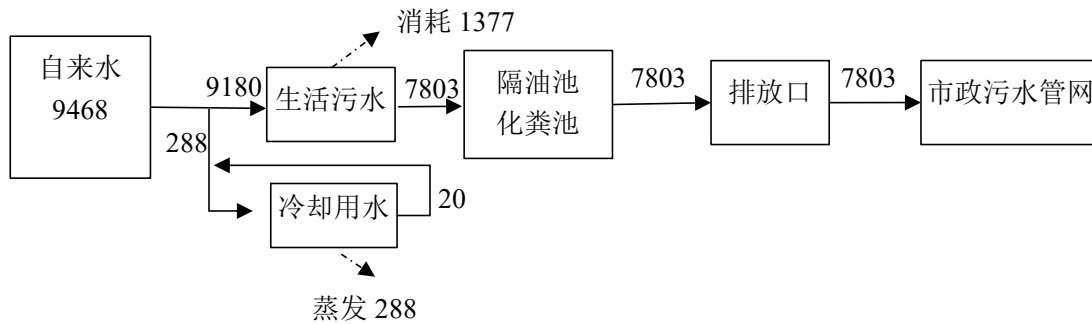 消耗 1377
自来水
9468
9180
生活污水
7803
隔油池
化粪池
7803
排放口
7803
市政污水管网
288
冷却用水
20
蒸发 288